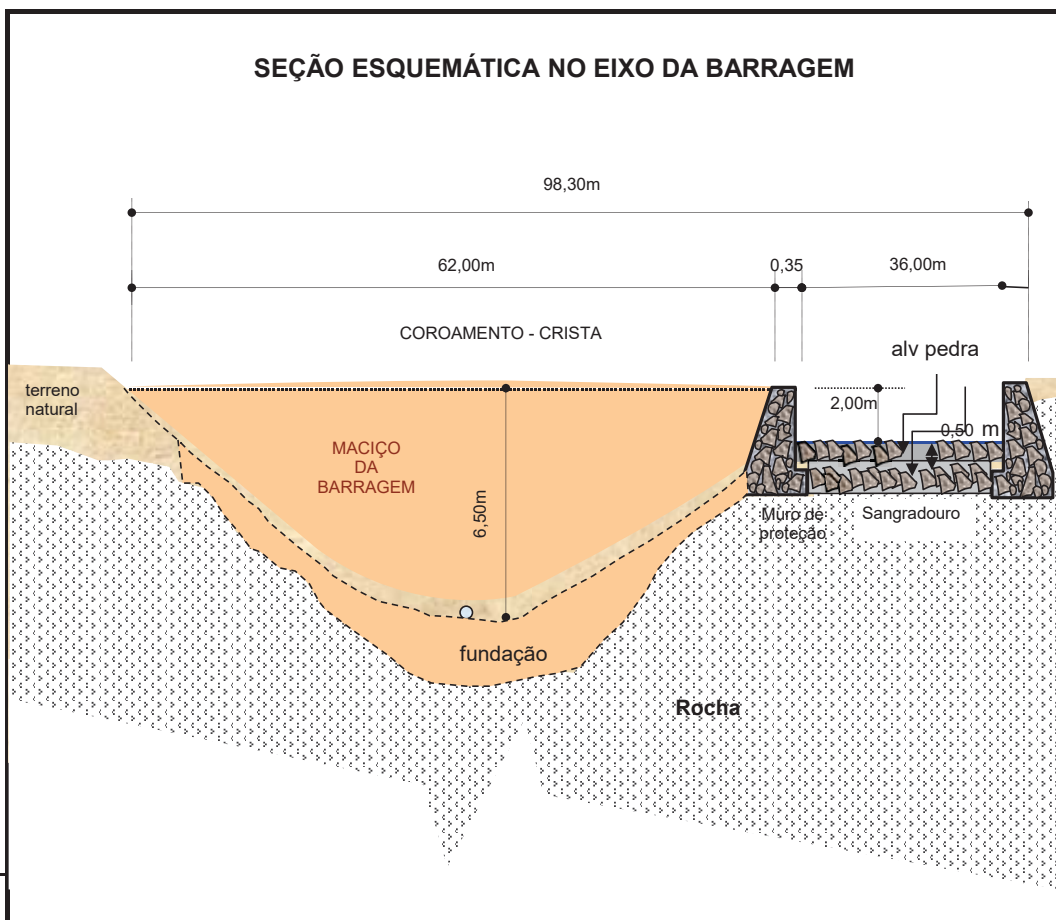 SEÇÃO ESQUEMÁTICA NO EIXO DA BARRAGEM
98,30m
62,00m
0,35
36,00m
COROAMENTO - CRISTA
alv pedra
terreno
natural
2,00m
0,50 m
MACIÇO
DA
BARRAGEM
6,50m
Muro de
proteção
Sangradouro
fundação
Rocha